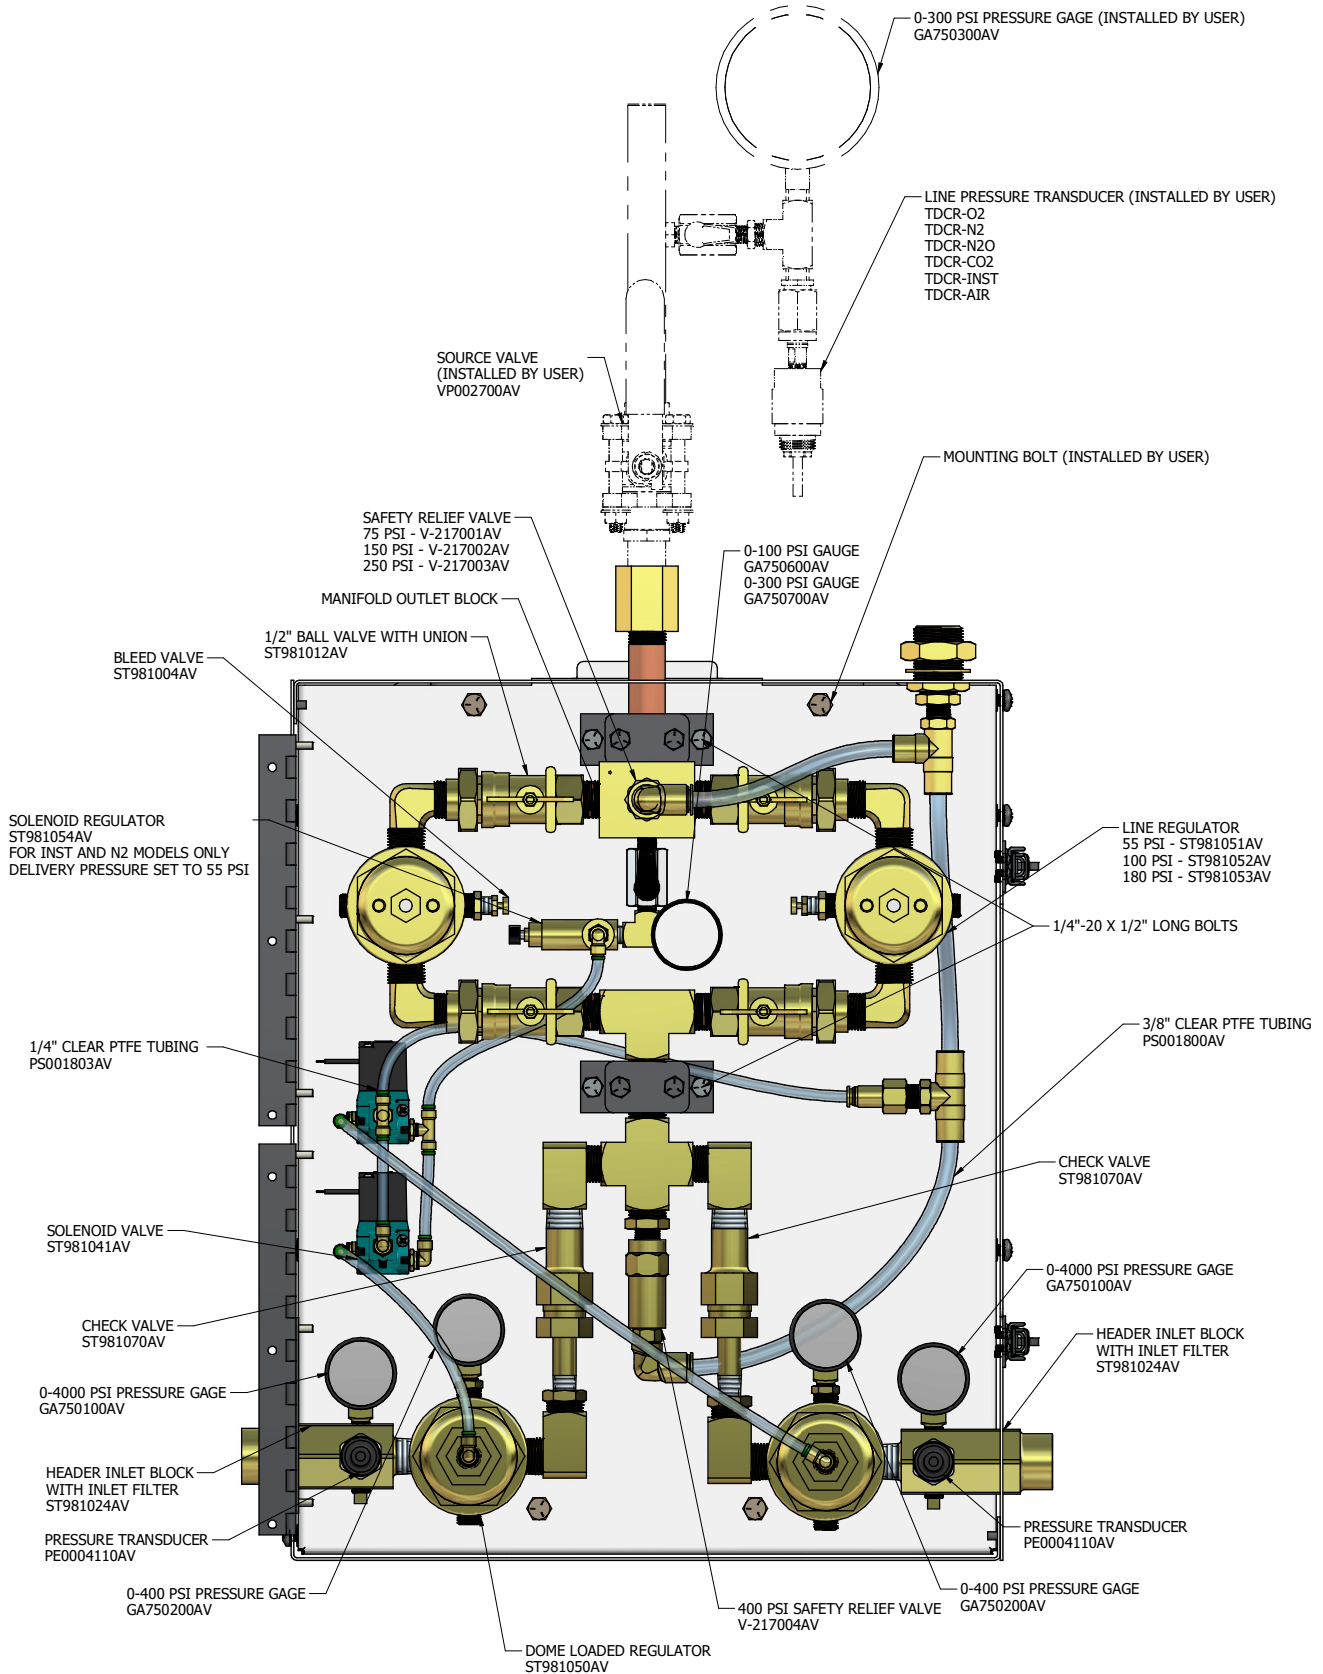 0-300 PSI PRESSURE GAGE (INSTALLED BY USER)
GA750300AV
LINE PRESSURE TRANSDUCER (INSTALLED BY USER)
TDCR-O2
TDCR-N2
TDCR-N2O
TDCR-CO2
TDCR-INST
TDCR-AIR
SOURCE VALVE
(INSTALLED BY USER)
VP002700AV
MOUNTING BOLT (INSTALLED BY USER)
SAFETY RELIEF VALVE
75 PSI - V-217001AV
150 PSI - V-217002AV
250 PSI - V-217003AV
0-100 PSI GAUGE
GA750600AV
0-300 PSI GAUGE
GA750700AV
MANIFOLD OUTLET BLOCK
1/2" BALL VALVE WITH UNION
ST981012AV
BLEED VALVE
ST981004AV
SOLENOID REGULATOR
ST981054AV
FOR INST AND N2 MODELS ONLY
DELIVERY PRESSURE SET TO 55 PSI
LINE REGULATOR
55 PSI - ST981051AV
100 PSI - ST981052AV
180 PSI - ST981053AV
1/4"-20 X 1/2" LONG BOLTS
1/4" CLEAR PTFE TUBING
PS001803AV
3/8" CLEAR PTFE TUBING
PS001800AV
CHECK VALVE
ST981070AV
SOLENOID VALVE
ST981041AV
0-4000 PSI PRESSURE GAGE
GA750100AV
CHECK VALVE
ST981070AV
HEADER INLET BLOCK
WITH INLET FILTER
ST981024AV
0-4000 PSI PRESSURE GAGE
GA750100AV
HEADER INLET BLOCK
WITH INLET FILTER
ST981024AV
PRESSURE TRANSDUCER
PE0004110AV
PRESSURE TRANSDUCER
PE0004110AV
0-400 PSI PRESSURE GAGE
GA750200AV
0-400 PSI PRESSURE GAGE
GA750200AV
400 PSI SAFETY RELIEF VALVE
V-217004AV
DOME LOADED REGULATOR
ST981050AV